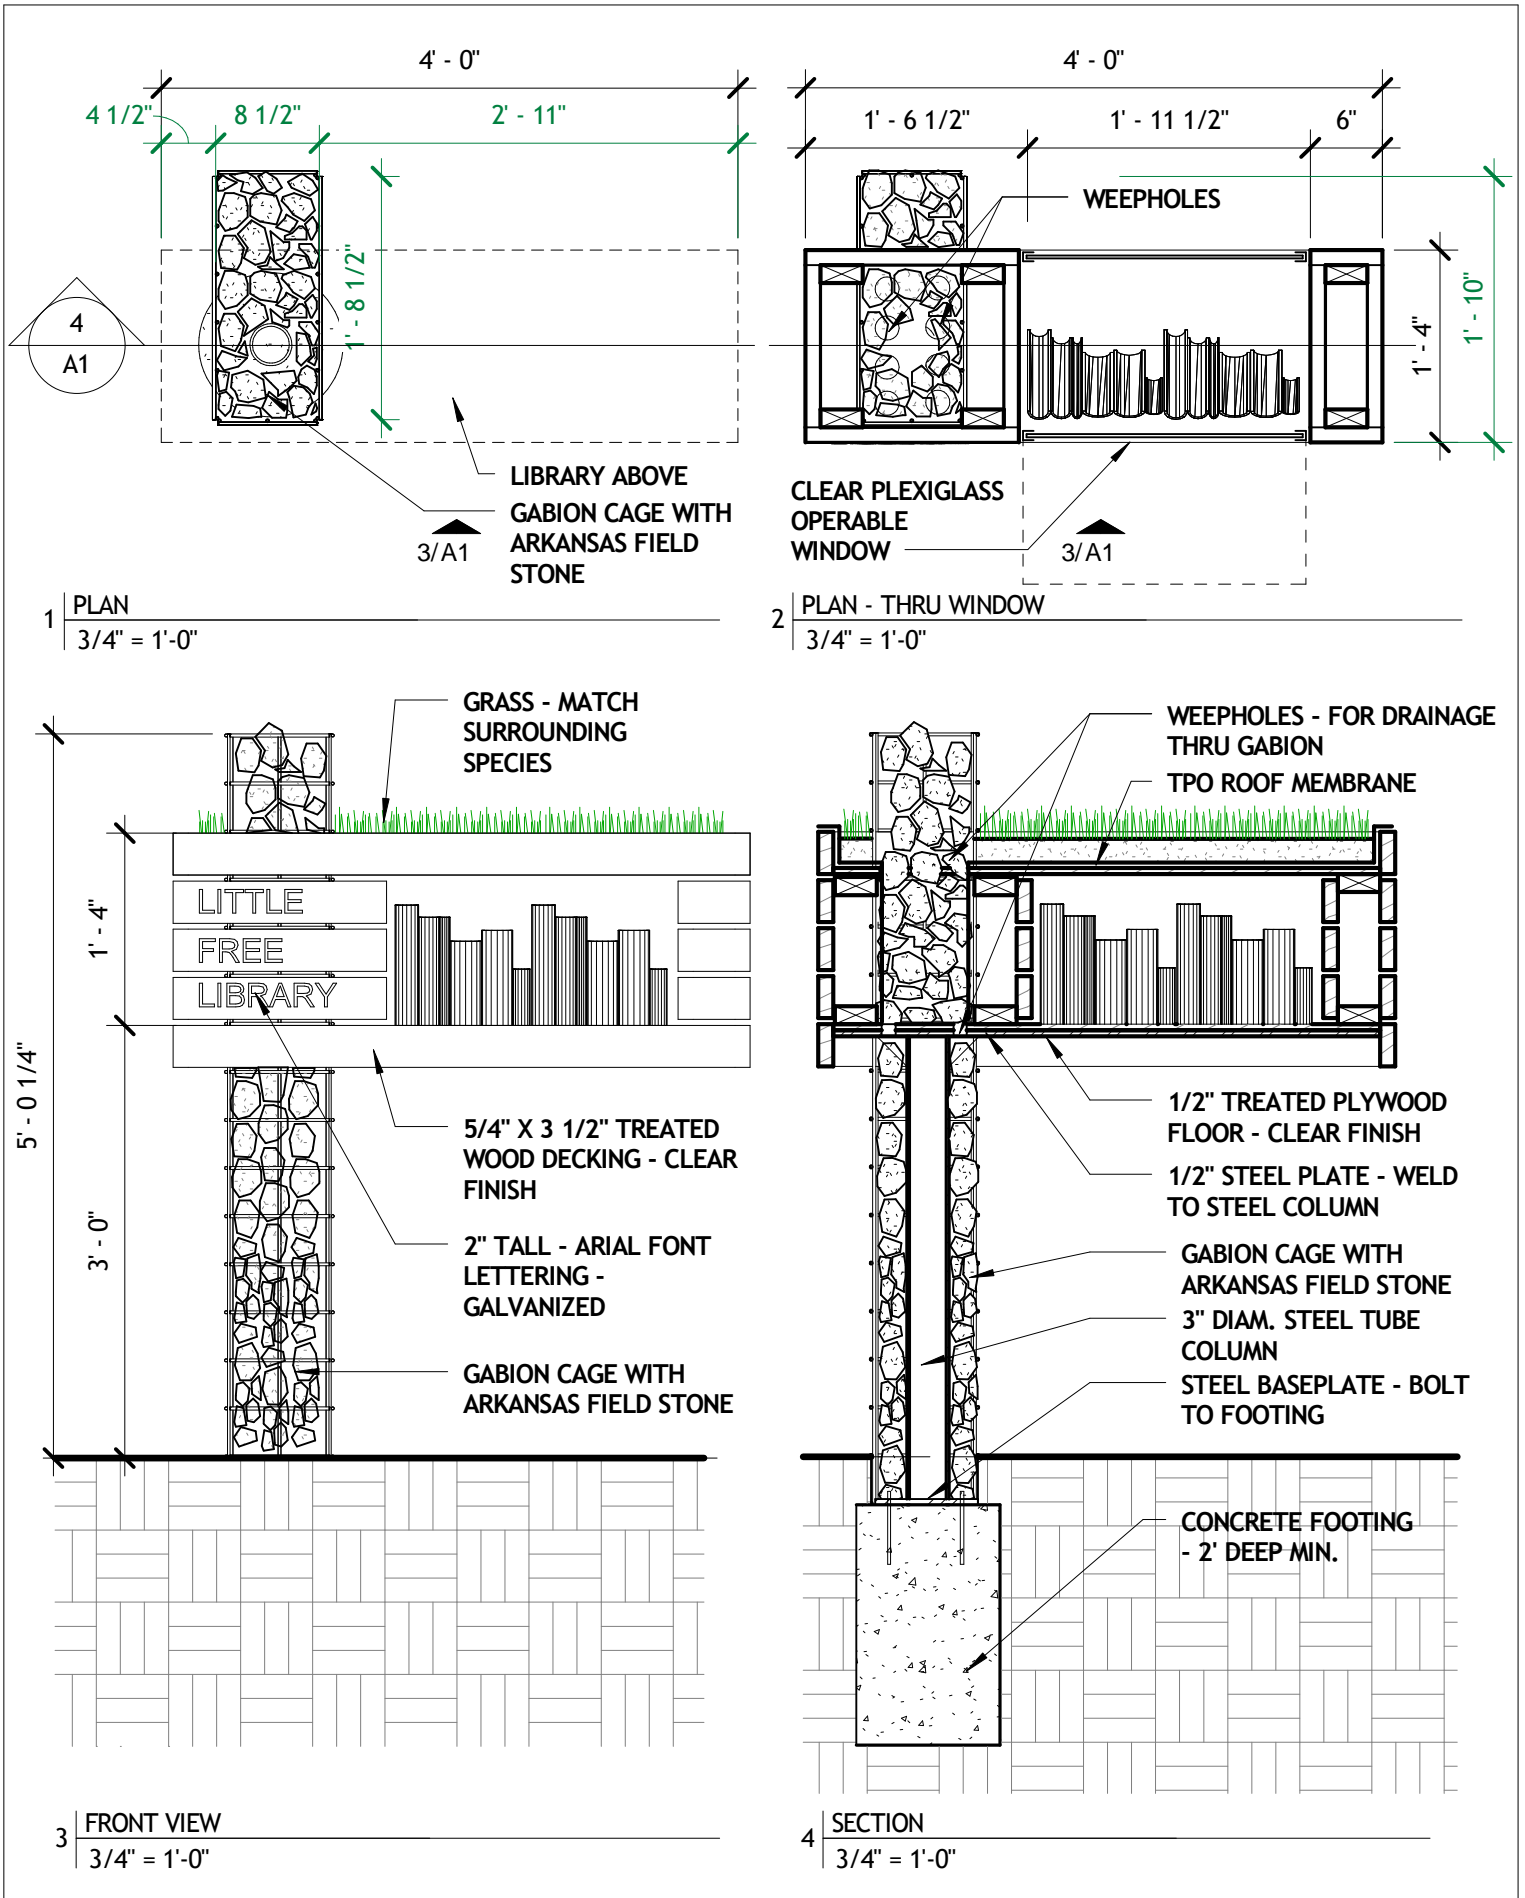 4' - 0"
4 1/2"
8 1/2"
2' - 11"
1' - 8 1/2"
4
A1
LIBRARY ABOVE
GABION CAGE WITH
ARKANSAS FIELD
STONE
3/A1
1
PLAN
3/4" = 1'-0"
4' - 0"
1' - 6 1/2"
1' - 11 1/2"
6"
WEEPHOLES
1' - 4"
1' - 10"
CLEAR PLEXIGLASS
OPERABLE
WINDOW
3/A1
2
PLAN - THRU WINDOW
3/4" = 1'-0"
GRASS - MATCH
SURROUNDING
SPECIES
LITTLE
FREE
LIBRARY
1' - 4"
5' - 0 1/4"
3' - 0"
5/4" X 3 1/2" TREATED
WOOD DECKING - CLEAR
FINISH
2" TALL - ARIAL FONT
LETTERING -
GALVANIZED
GABION CAGE WITH
ARKANSAS FIELD STONE
3
FRONT VIEW
3/4" = 1'-0"
WEEPHOLES - FOR DRAINAGE
THRU GABION
TPO ROOF MEMBRANE
1/2" TREATED PLYWOOD
FLOOR - CLEAR FINISH
1/2" STEEL PLATE - WELD
TO STEEL COLUMN
GABION CAGE WITH
ARKANSAS FIELD STONE
3" DIAM. STEEL TUBE
COLUMN
STEEL BASEPLATE - BOLT
TO FOOTING
CONCRETE FOOTING
- 2' DEEP MIN.
4
SECTION
3/4" = 1'-0"